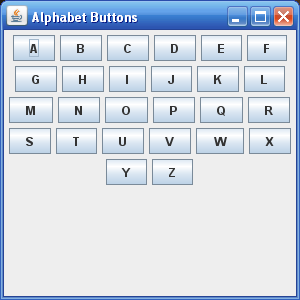 Alphabet Buttons
A B C D E F
G H I J K L
M N O P Q R
S T U V W X
Y Z